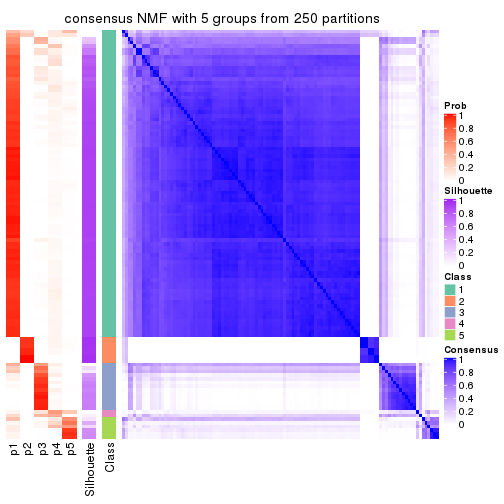 consensus NMF with 5 groups from 250 partitions
Prob
1
0.8
0.6
0.4
0.2
0
Silhouette
1
0.8
0.6
0.4
0.2
0
Class
1
2
3
4
5
Consensus
1
0.8
0.6
0.4
0.2
0
p1
p2
p3
p4
p5
Silhouette
Class